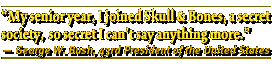 "My senior year, I joined Skull & Bones, a secret
society, so secret I can't say anything more."
— George W. Bush, 43rd President of the United States